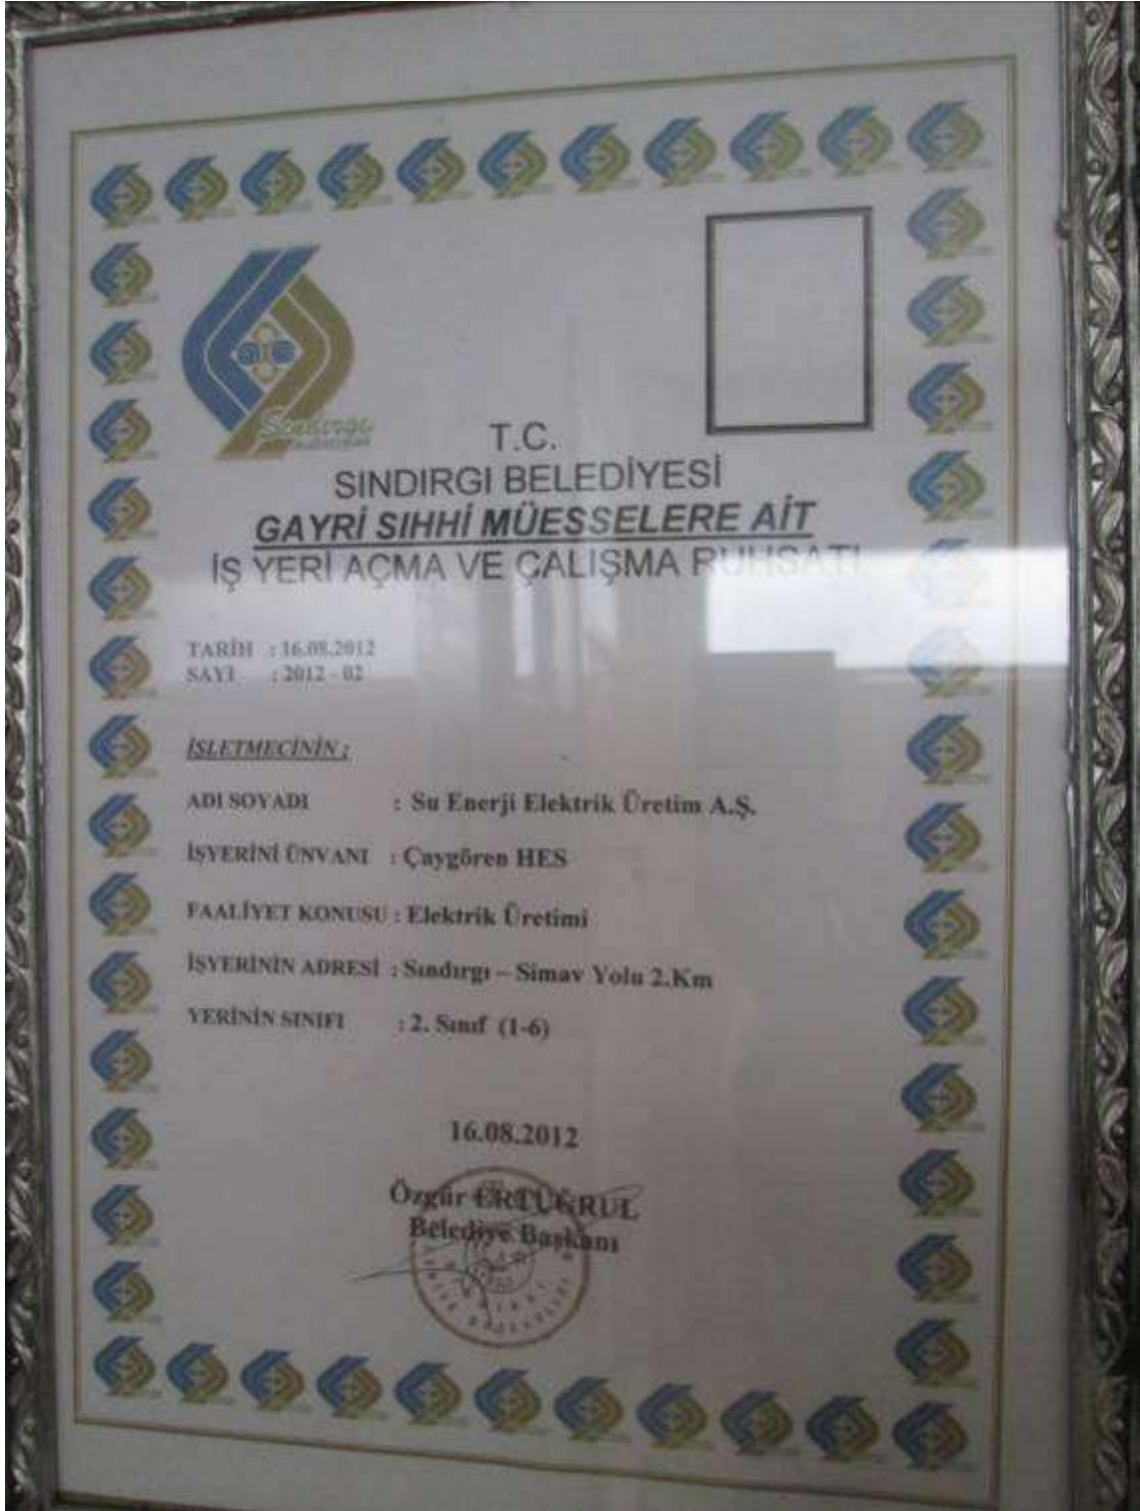 Sındırgı
T.C.
SINDIRGI BELEDİYESİ
GAYRİ SIHHİ MÜESSELERE AİT
İŞ YERİ AÇMA VE ÇALIŞMA RUHSATI
TARİH : 16.08.2012
SAYI : 2012 - 02
İŞLETMECİNİN ;
ADI SOYADI : Su Enerji Elektrik Üretim A.Ş.
İŞYERİNİ ÜNVANI : Çaygören HES
FAALİYET KONUSU : Elektrik Üretimi
İŞYERİNİN ADRESİ : Sındırgı – Simav Yolu 2.Km
YERİNİN SINIFI : 2. Sınıf (1-6)
16.08.2012
Özgür ERTUĞRUL
Belediye Başkanı